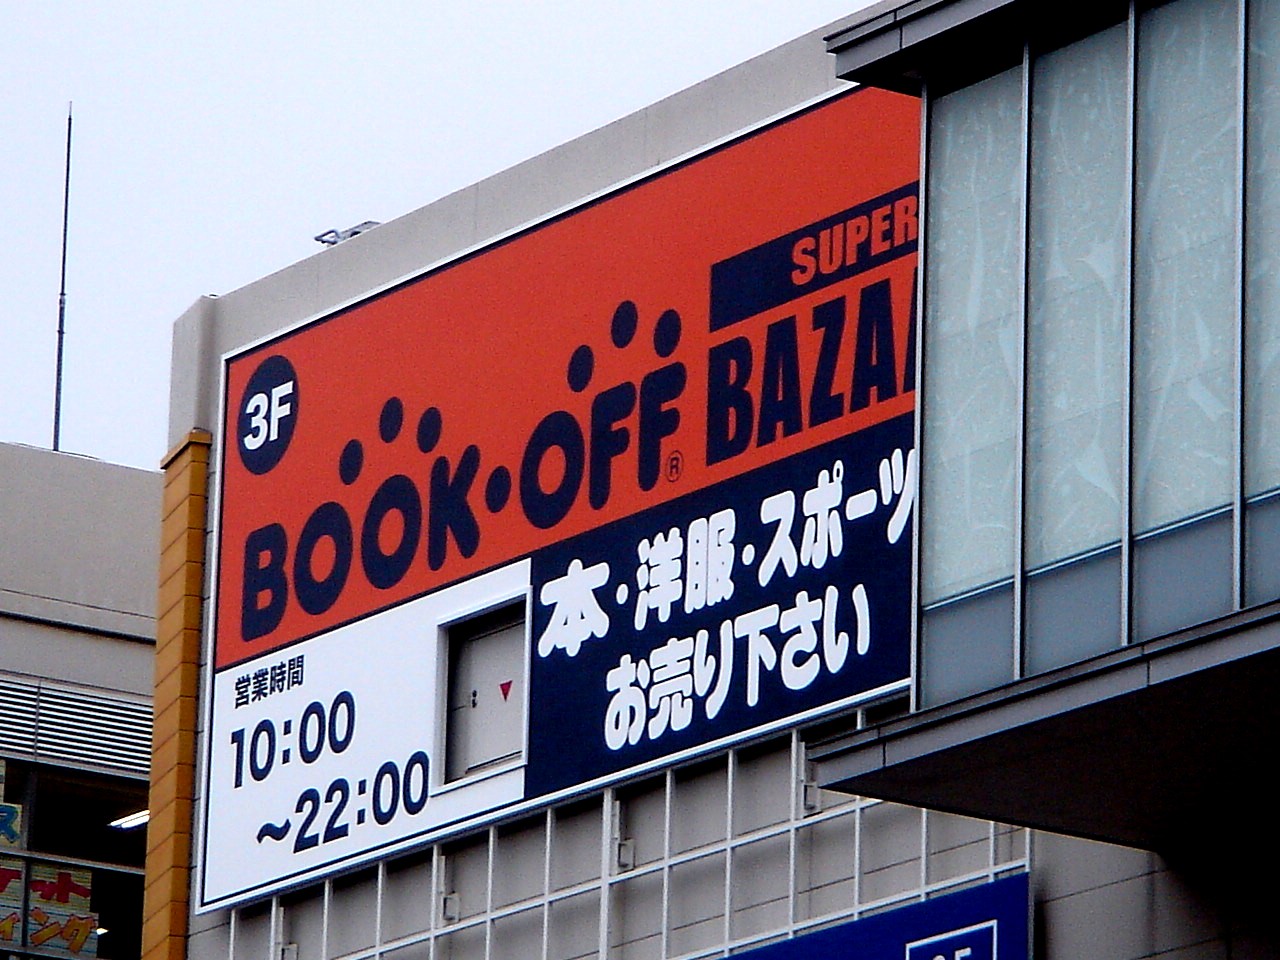 3F
SUPER
BOOK・OFF® BAZAA
本・洋服・スポーツ
お売り下さい
営業時間
10:00
~22:00